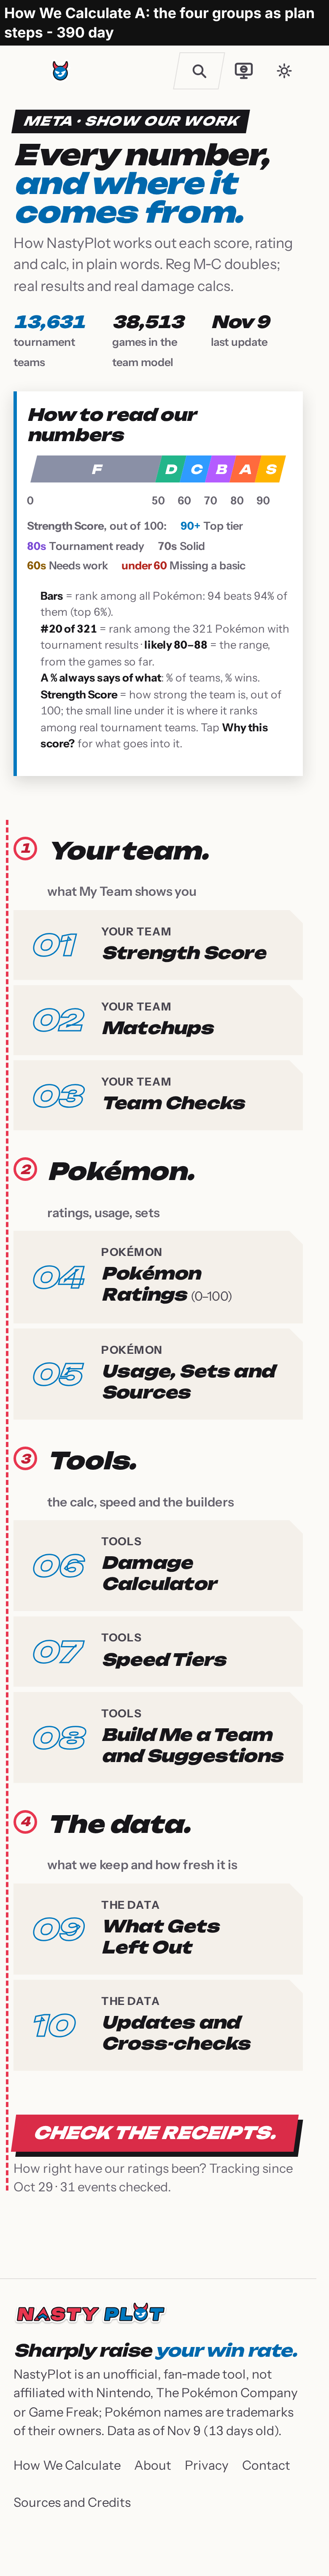 How We Calculate A: the four groups as plan
steps - 390 day
META · SHOW OUR WORK
Every number,
and where it
comes from.
How NastyPlot works out each score, rating
and calc, in plain words. Reg M-C doubles;
real results and real damage calcs.
13,631 38,513 Nov 9
tournament games in the last update
teams team model
How to read our
numbers
F D C B A S
0 50 60 70 80 90
Strength Score, out of 100: 90+ Top tier
80s Tournament ready 70s Solid
60s Needs work under 60 Missing a basic
Bars = rank among all Pokémon: 94 beats 94% of
them (top 6%).
#20 of 321 = rank among the 321 Pokémon with
tournament results · likely 80–88 = the range,
from the games so far.
A % always says of what: % of teams, % wins.
Strength Score = how strong the team is, out of
100; the small line under it is where it ranks
among real tournament teams. Tap Why this
score? for what goes into it.
1 Your team.
what My Team shows you
YOUR TEAM
01 Strength Score
YOUR TEAM
02 Matchups
YOUR TEAM
03 Team Checks
2 Pokémon.
ratings, usage, sets
POKÉMON
04 Pokémon
Ratings (0–100)
POKÉMON
05 Usage, Sets and
Sources
3 Tools.
the calc, speed and the builders
TOOLS
06 Damage
Calculator
TOOLS
07 Speed Tiers
TOOLS
08 Build Me a Team
and Suggestions
4 The data.
what we keep and how fresh it is
THE DATA
09 What Gets
Left Out
THE DATA
10 Updates and
Cross-checks
CHECK THE RECEIPTS.
How right have our ratings been? Tracking since
Oct 29 · 31 events checked.
NASTY PLOT
Sharply raise your win rate.
NastyPlot is an unofficial, fan-made tool, not
affiliated with Nintendo, The Pokémon Company
or Game Freak; Pokémon names are trademarks
of their owners. Data as of Nov 9 (13 days old).
How We Calculate About Privacy Contact
Sources and Credits